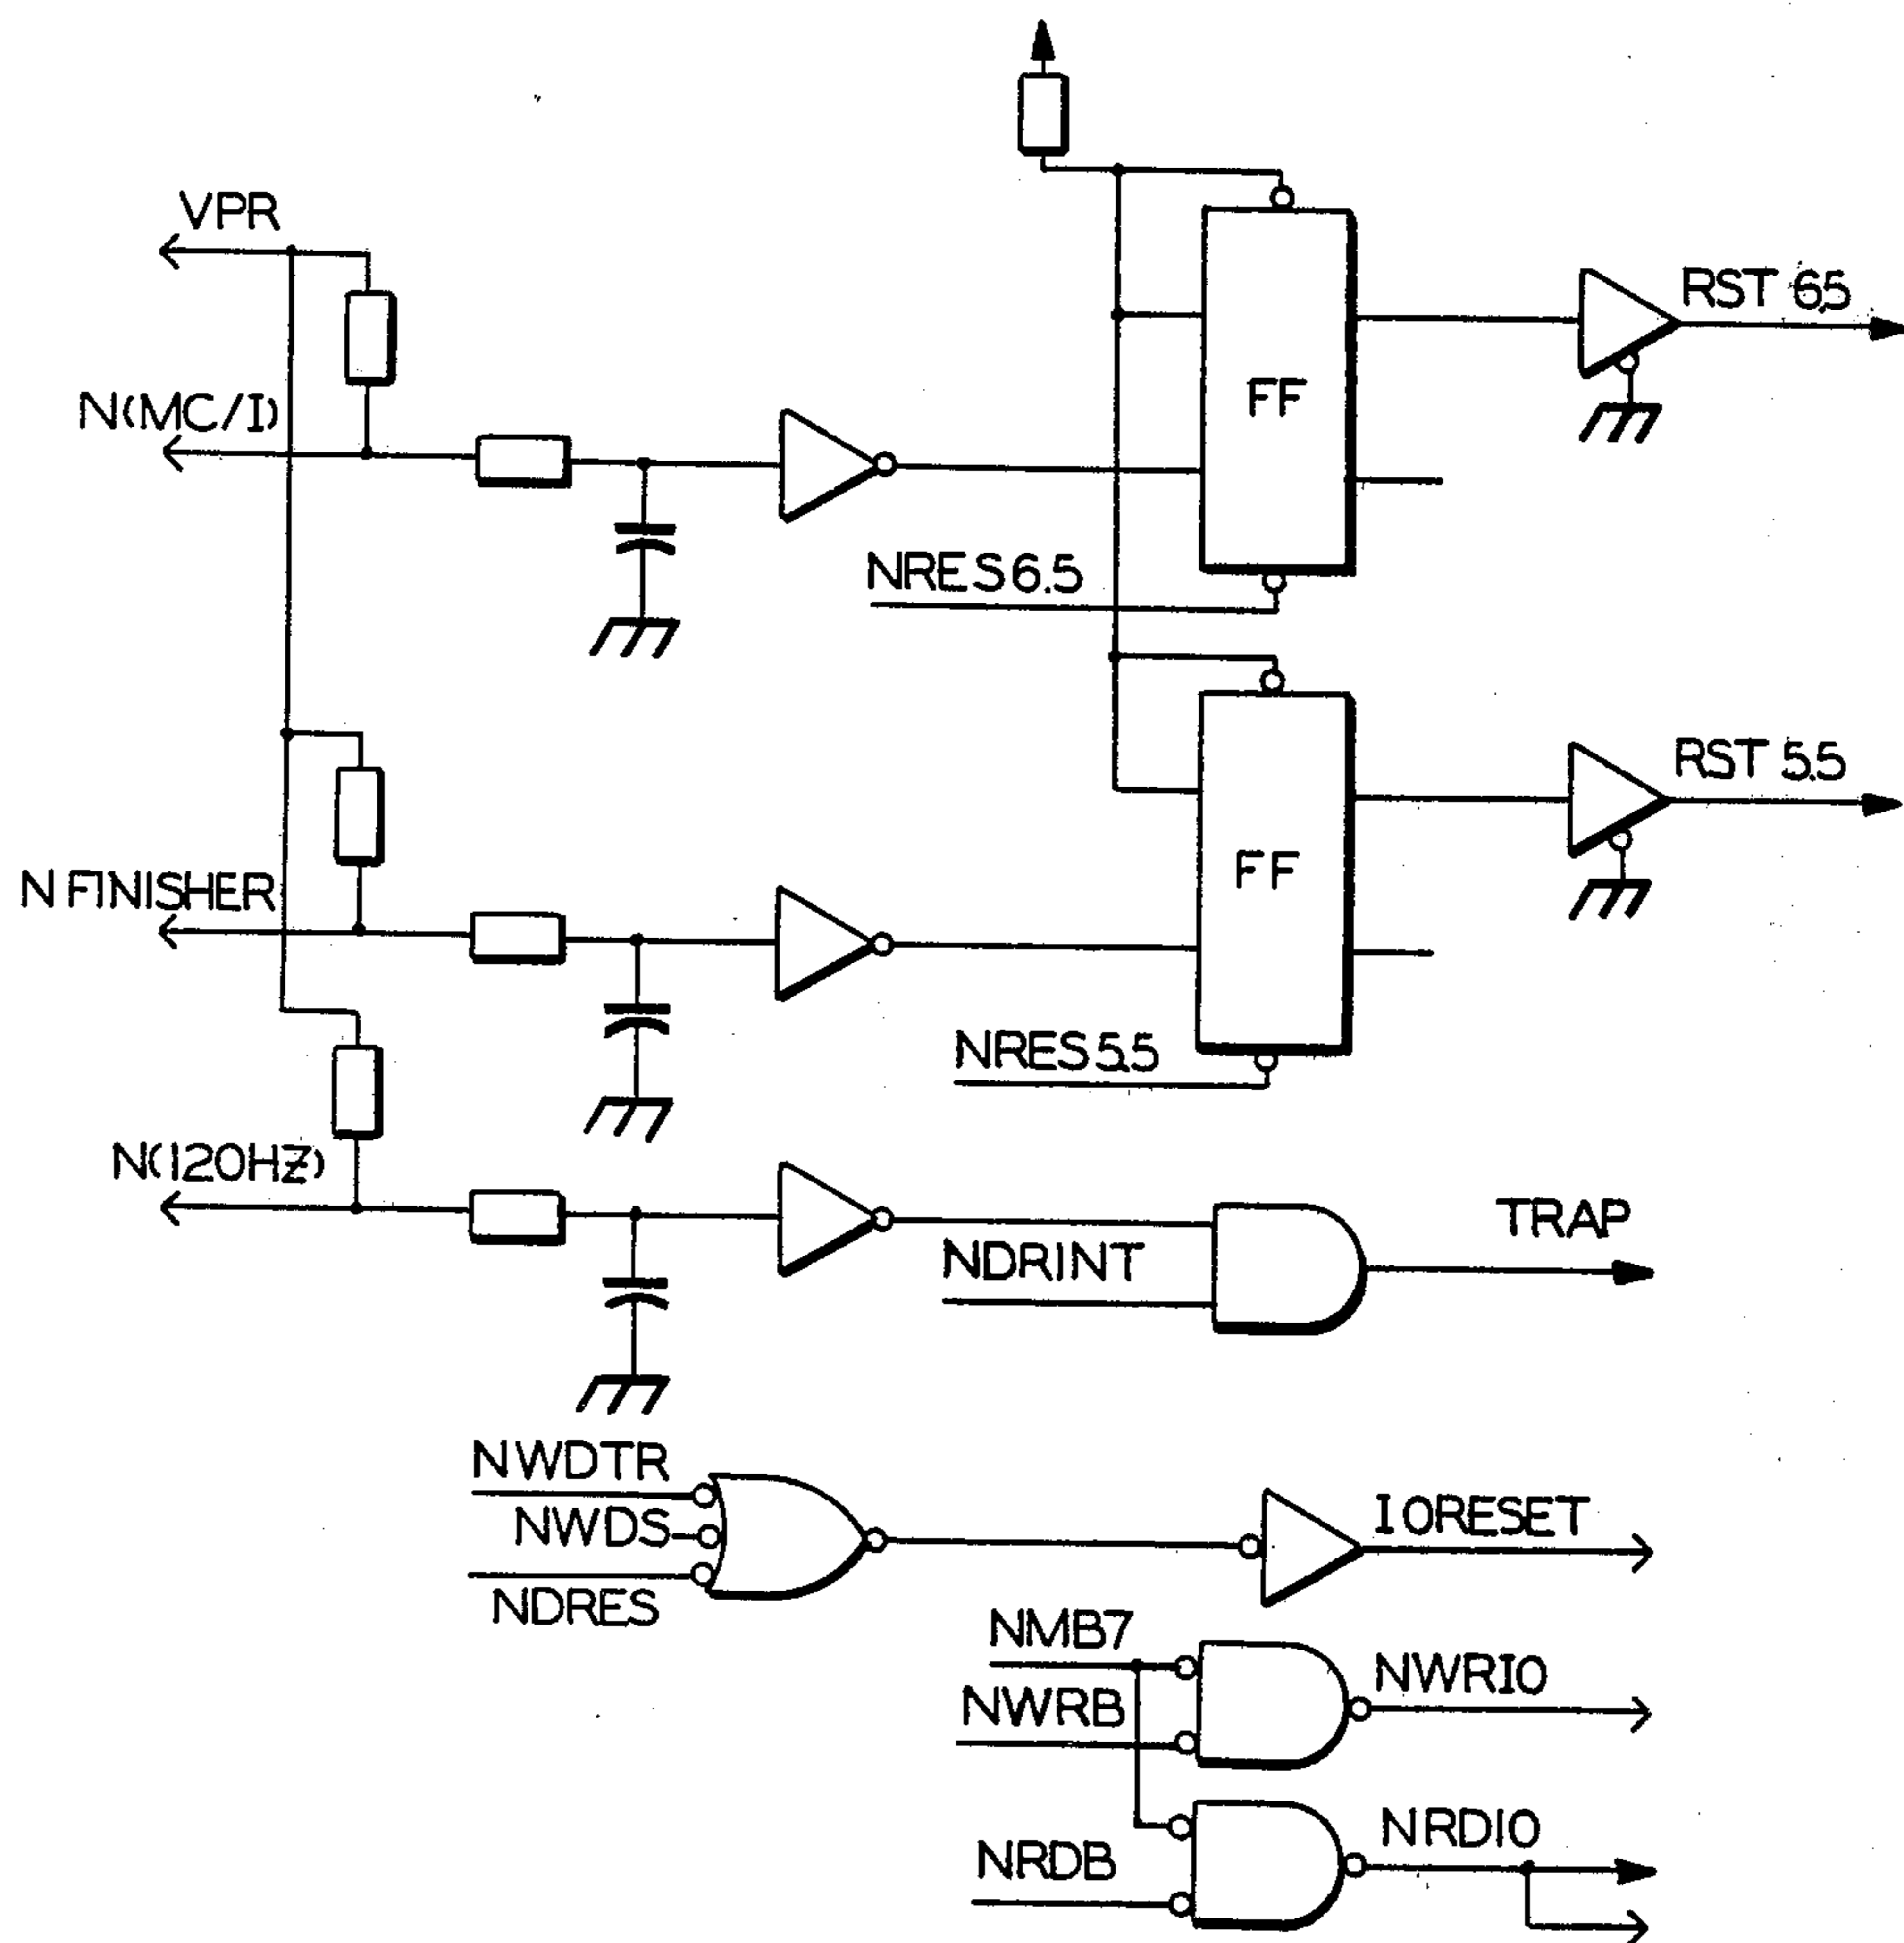 VPR
RST 6.5
N(MC/I)
FF
NRES 6.5
RST 5.5
FF
N FINISHER
NRES 5.5
N(120HZ)
TRAP
NDRINT
NWDTR
NWDS
NDRES
IORESET
NMB7
NWRB
NWRIO
NRDIO
NRDB